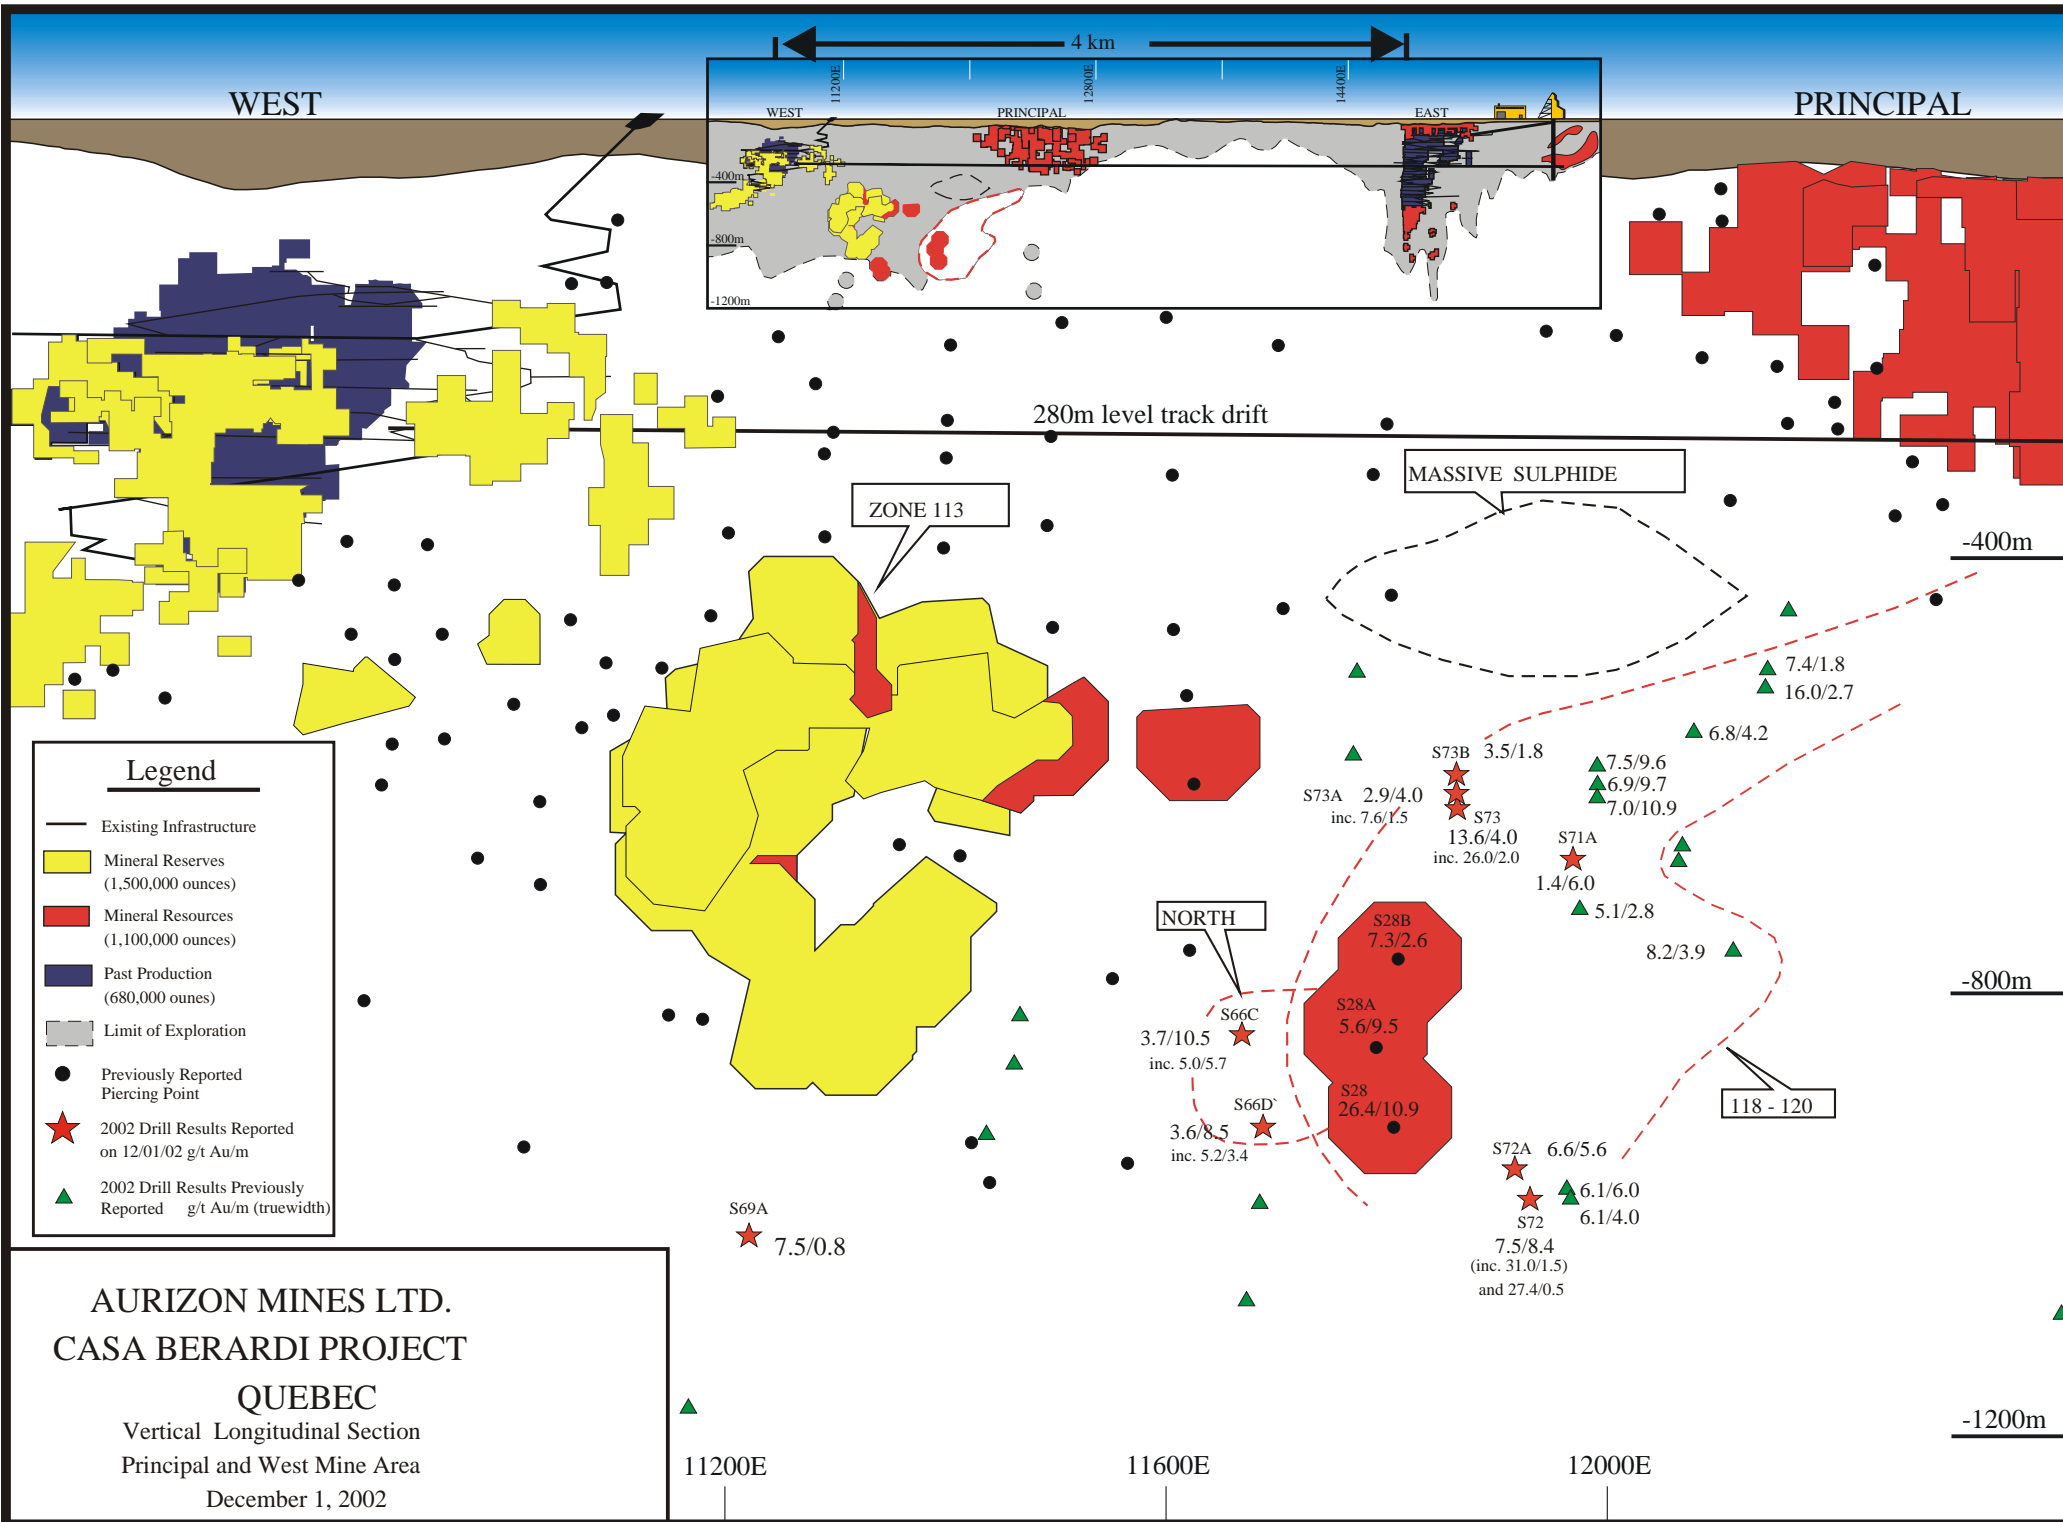 4 km
WEST
PRINCIPAL
11200E
12800E
14400E
WEST
PRINCIPAL
EAST
-400m
-800m
-1200m
280m level track drift
MASSIVE SULPHIDE
ZONE 113
-400m
7.4/1.8
16.0/2.7
6.8/4.2
S73B 3.5/1.8
7.5/9.6
6.9/9.7
7.0/10.9
S73A 2.9/4.0
inc. 7.6/1.5
S73
13.6/4.0
inc. 26.0/2.0
S71A
1.4/6.0
5.1/2.8
8.2/3.9
NORTH
S28B
7.3/2.6
-800m
S28A
5.6/9.5
S66C
3.7/10.5
inc. 5.0/5.7
S28
26.4/10.9
S66D`
3.6/8.5
inc. 5.2/3.4
118 - 120
S72A 6.6/5.6
6.1/6.0
6.1/4.0
S72
7.5/8.4
(inc. 31.0/1.5)
and 27.4/0.5
S69A
7.5/0.8
Legend
Existing Infrastructure
Mineral Reserves
(1,500,000 ounces)
Mineral Resources
(1,100,000 ounces)
Past Production
(680,000 ounes)
Limit of Exploration
Previously Reported
Piercing Point
2002 Drill Results Reported
on 12/01/02 g/t Au/m
2002 Drill Results Previously
Reported g/t Au/m (truewidth)
AURIZON MINES LTD.
CASA BERARDI PROJECT
QUEBEC
Vertical Longitudinal Section
Principal and West Mine Area
December 1, 2002
-1200m
11200E
11600E
12000E